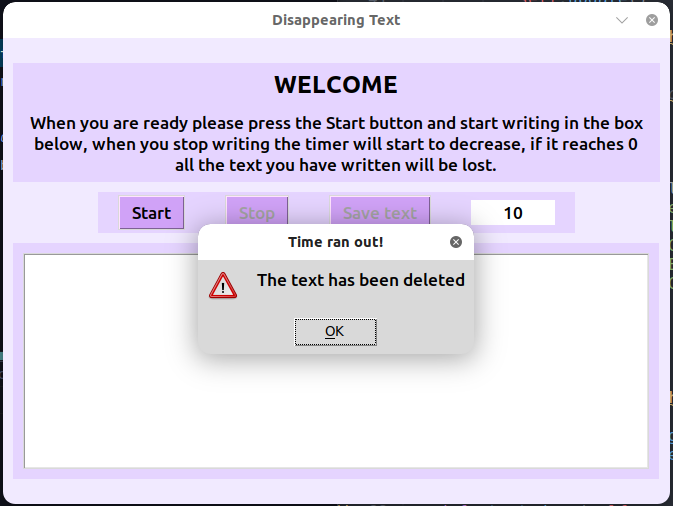 Disappearing Text
WELCOME
When you are ready please press the Start button and start writing in the box
below, when you stop writing the timer will start to decrease, if it reaches 0
all the text you have written will be lost.
Start Stop Save text 10
Time ran out!
The text has been deleted
OK